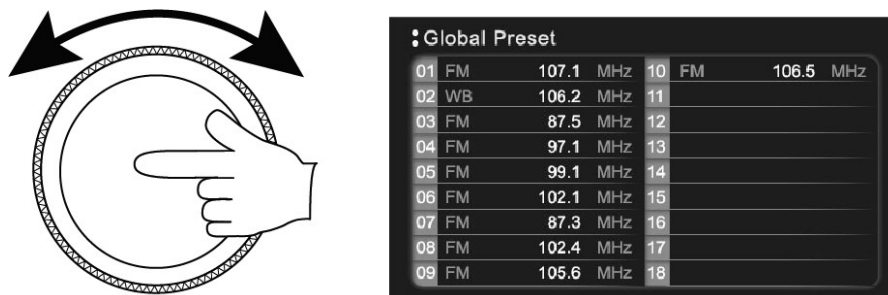 Global Preset
01 FM 107.1 MHz 10 FM 106.5 MHz
02 WB 106.2 MHz 11
03 FM 87.5 MHz 12
04 FM 97.1 MHz 13
05 FM 99.1 MHz 14
06 FM 102.1 MHz 15
07 FM 87.3 MHz 16
08 FM 102.4 MHz 17
09 FM 105.6 MHz 18